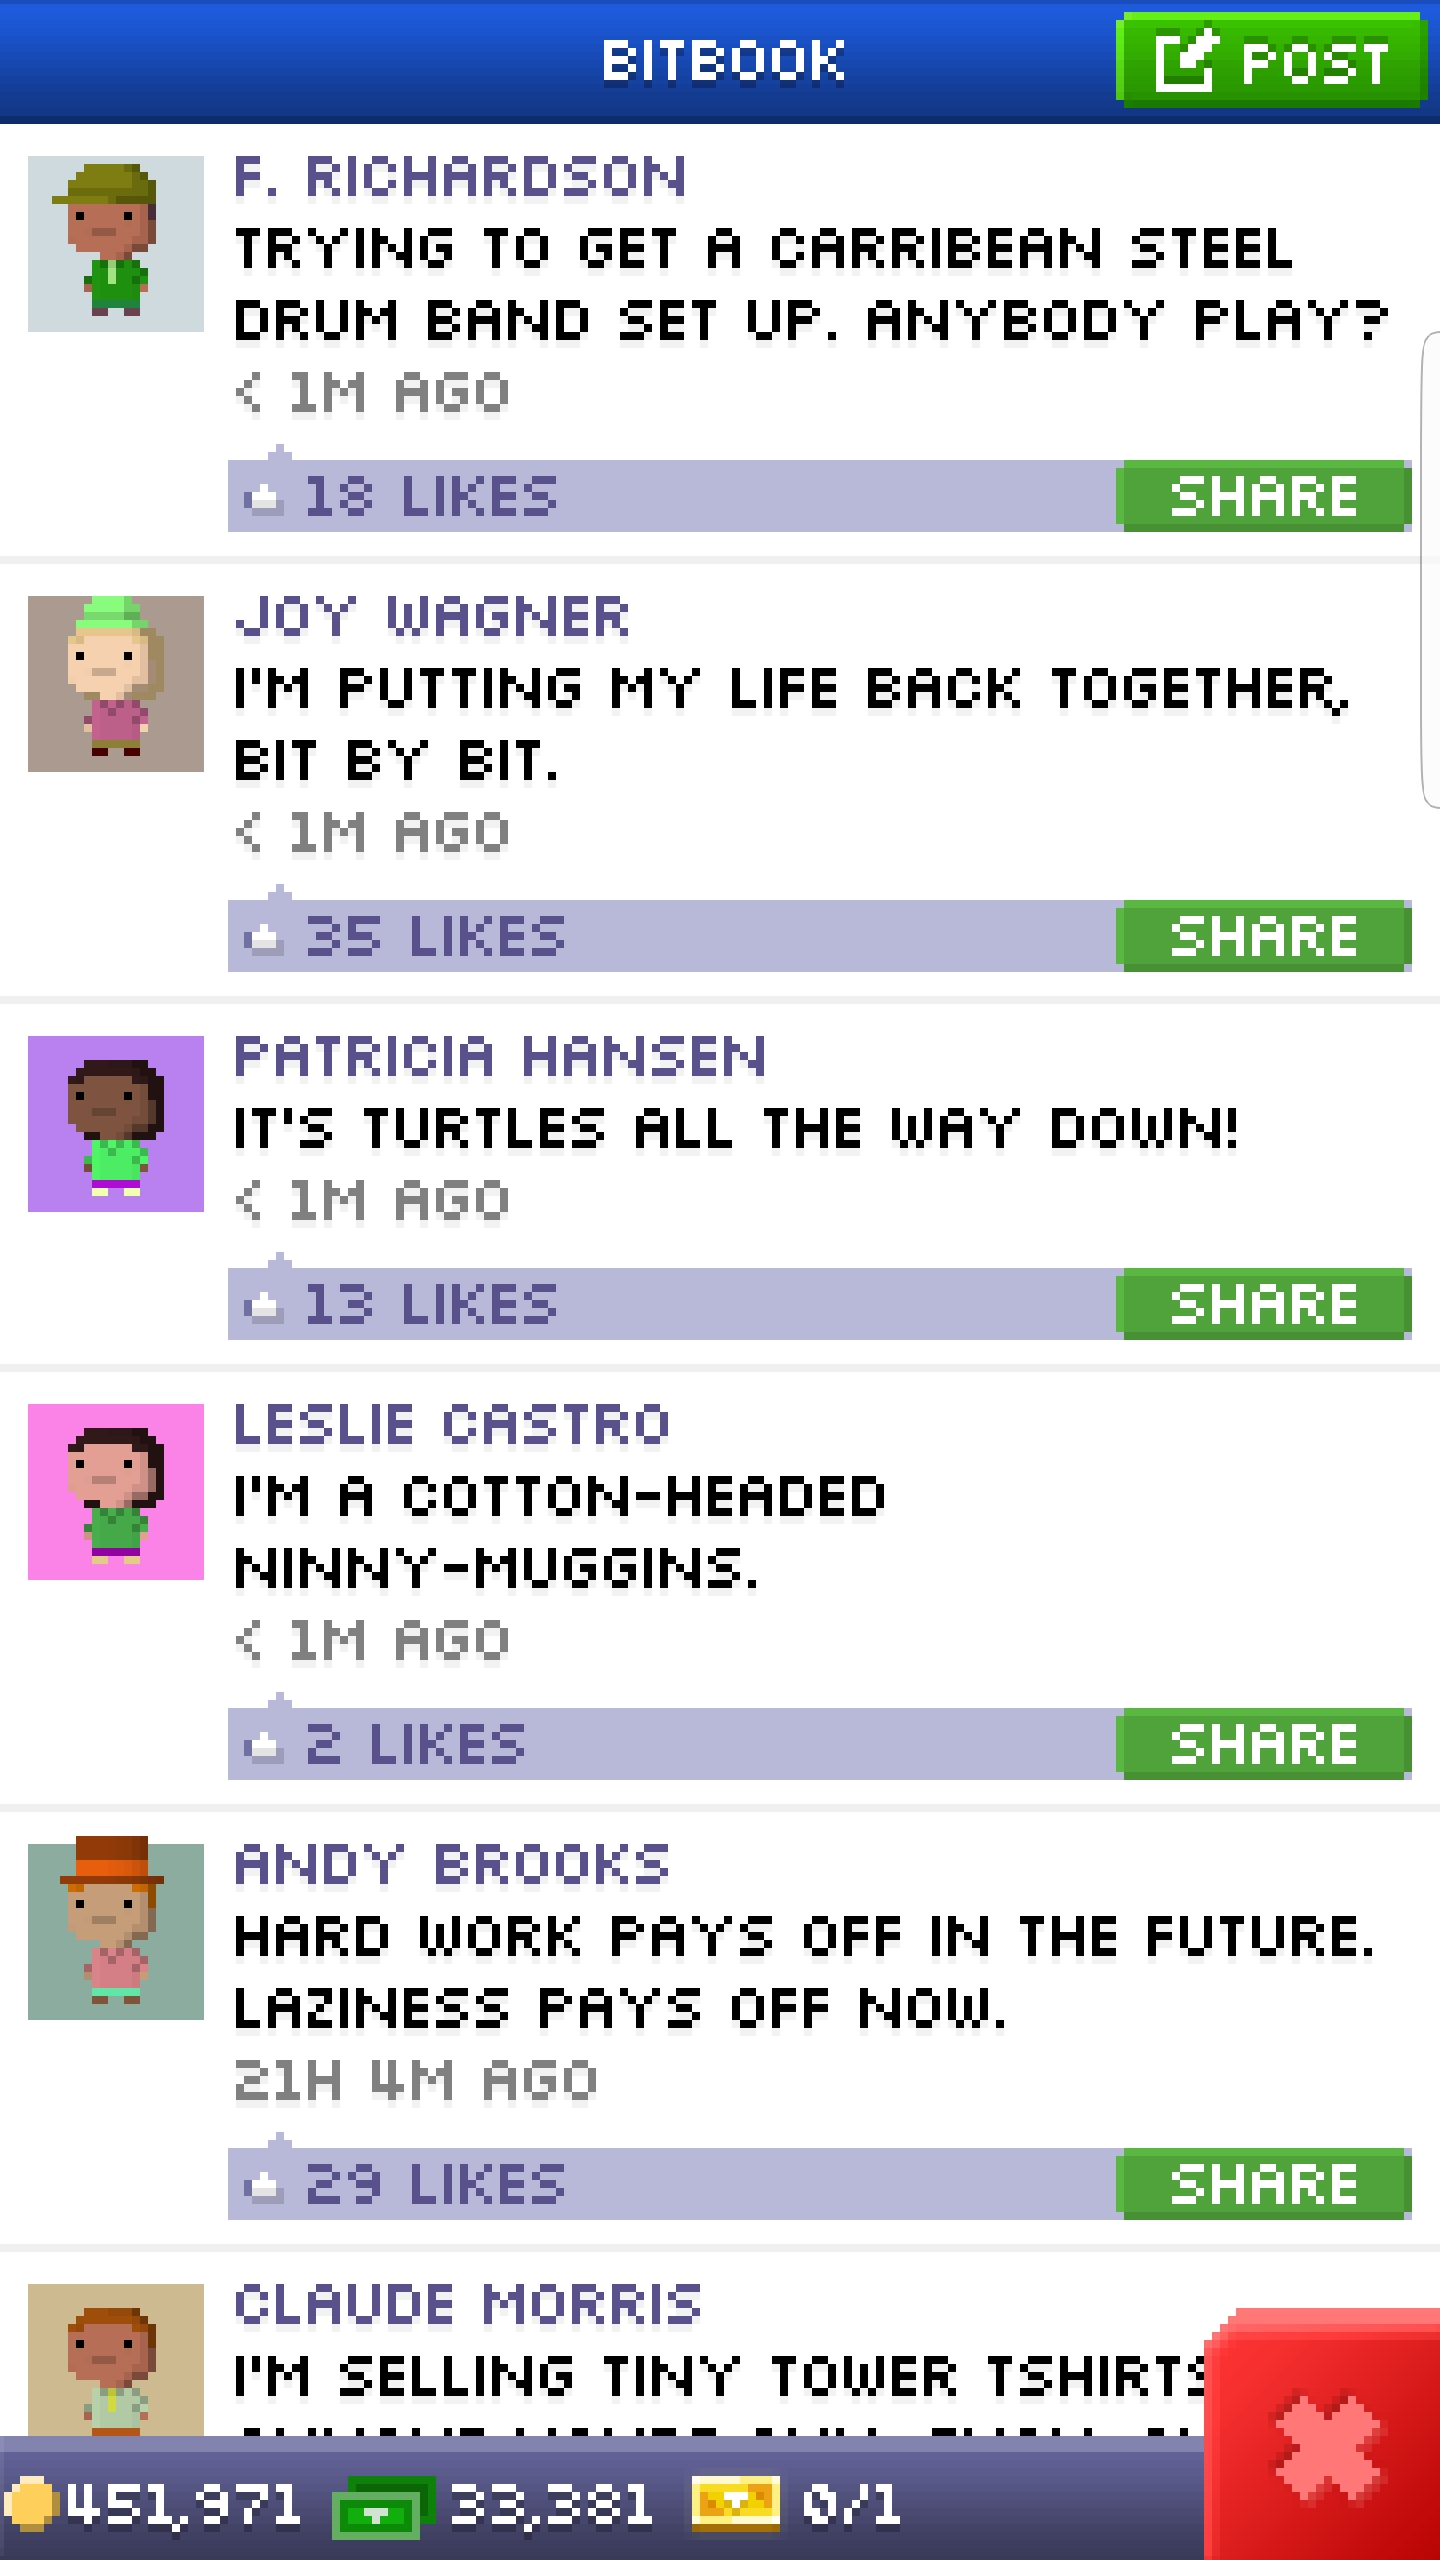 BITBOOK
POST
F. RICHARDSON
TRYING TO GET A CARRIBEAN STEEL
DRUM BAND SET UP. ANYBODY PLAY?
< 1M AGO
18 LIKES
SHARE
JOY WAGNER
I'M PUTTING MY LIFE BACK TOGETHER,
BIT BY BIT.
< 1M AGO
35 LIKES
SHARE
PATRICIA HANSEN
IT'S TURTLES ALL THE WAY DOWN!
< 1M AGO
13 LIKES
SHARE
LESLIE CASTRO
I'M A COTTON-HEADED
NINNY-MUGGINS.
< 1M AGO
2 LIKES
SHARE
ANDY BROOKS
HARD WORK PAYS OFF IN THE FUTURE.
LAZINESS PAYS OFF NOW.
21H 4M AGO
29 LIKES
SHARE
CLAUDE MORRIS
I'M SELLING TINY TOWER TSHIRTS
451,971
33,381
0/1